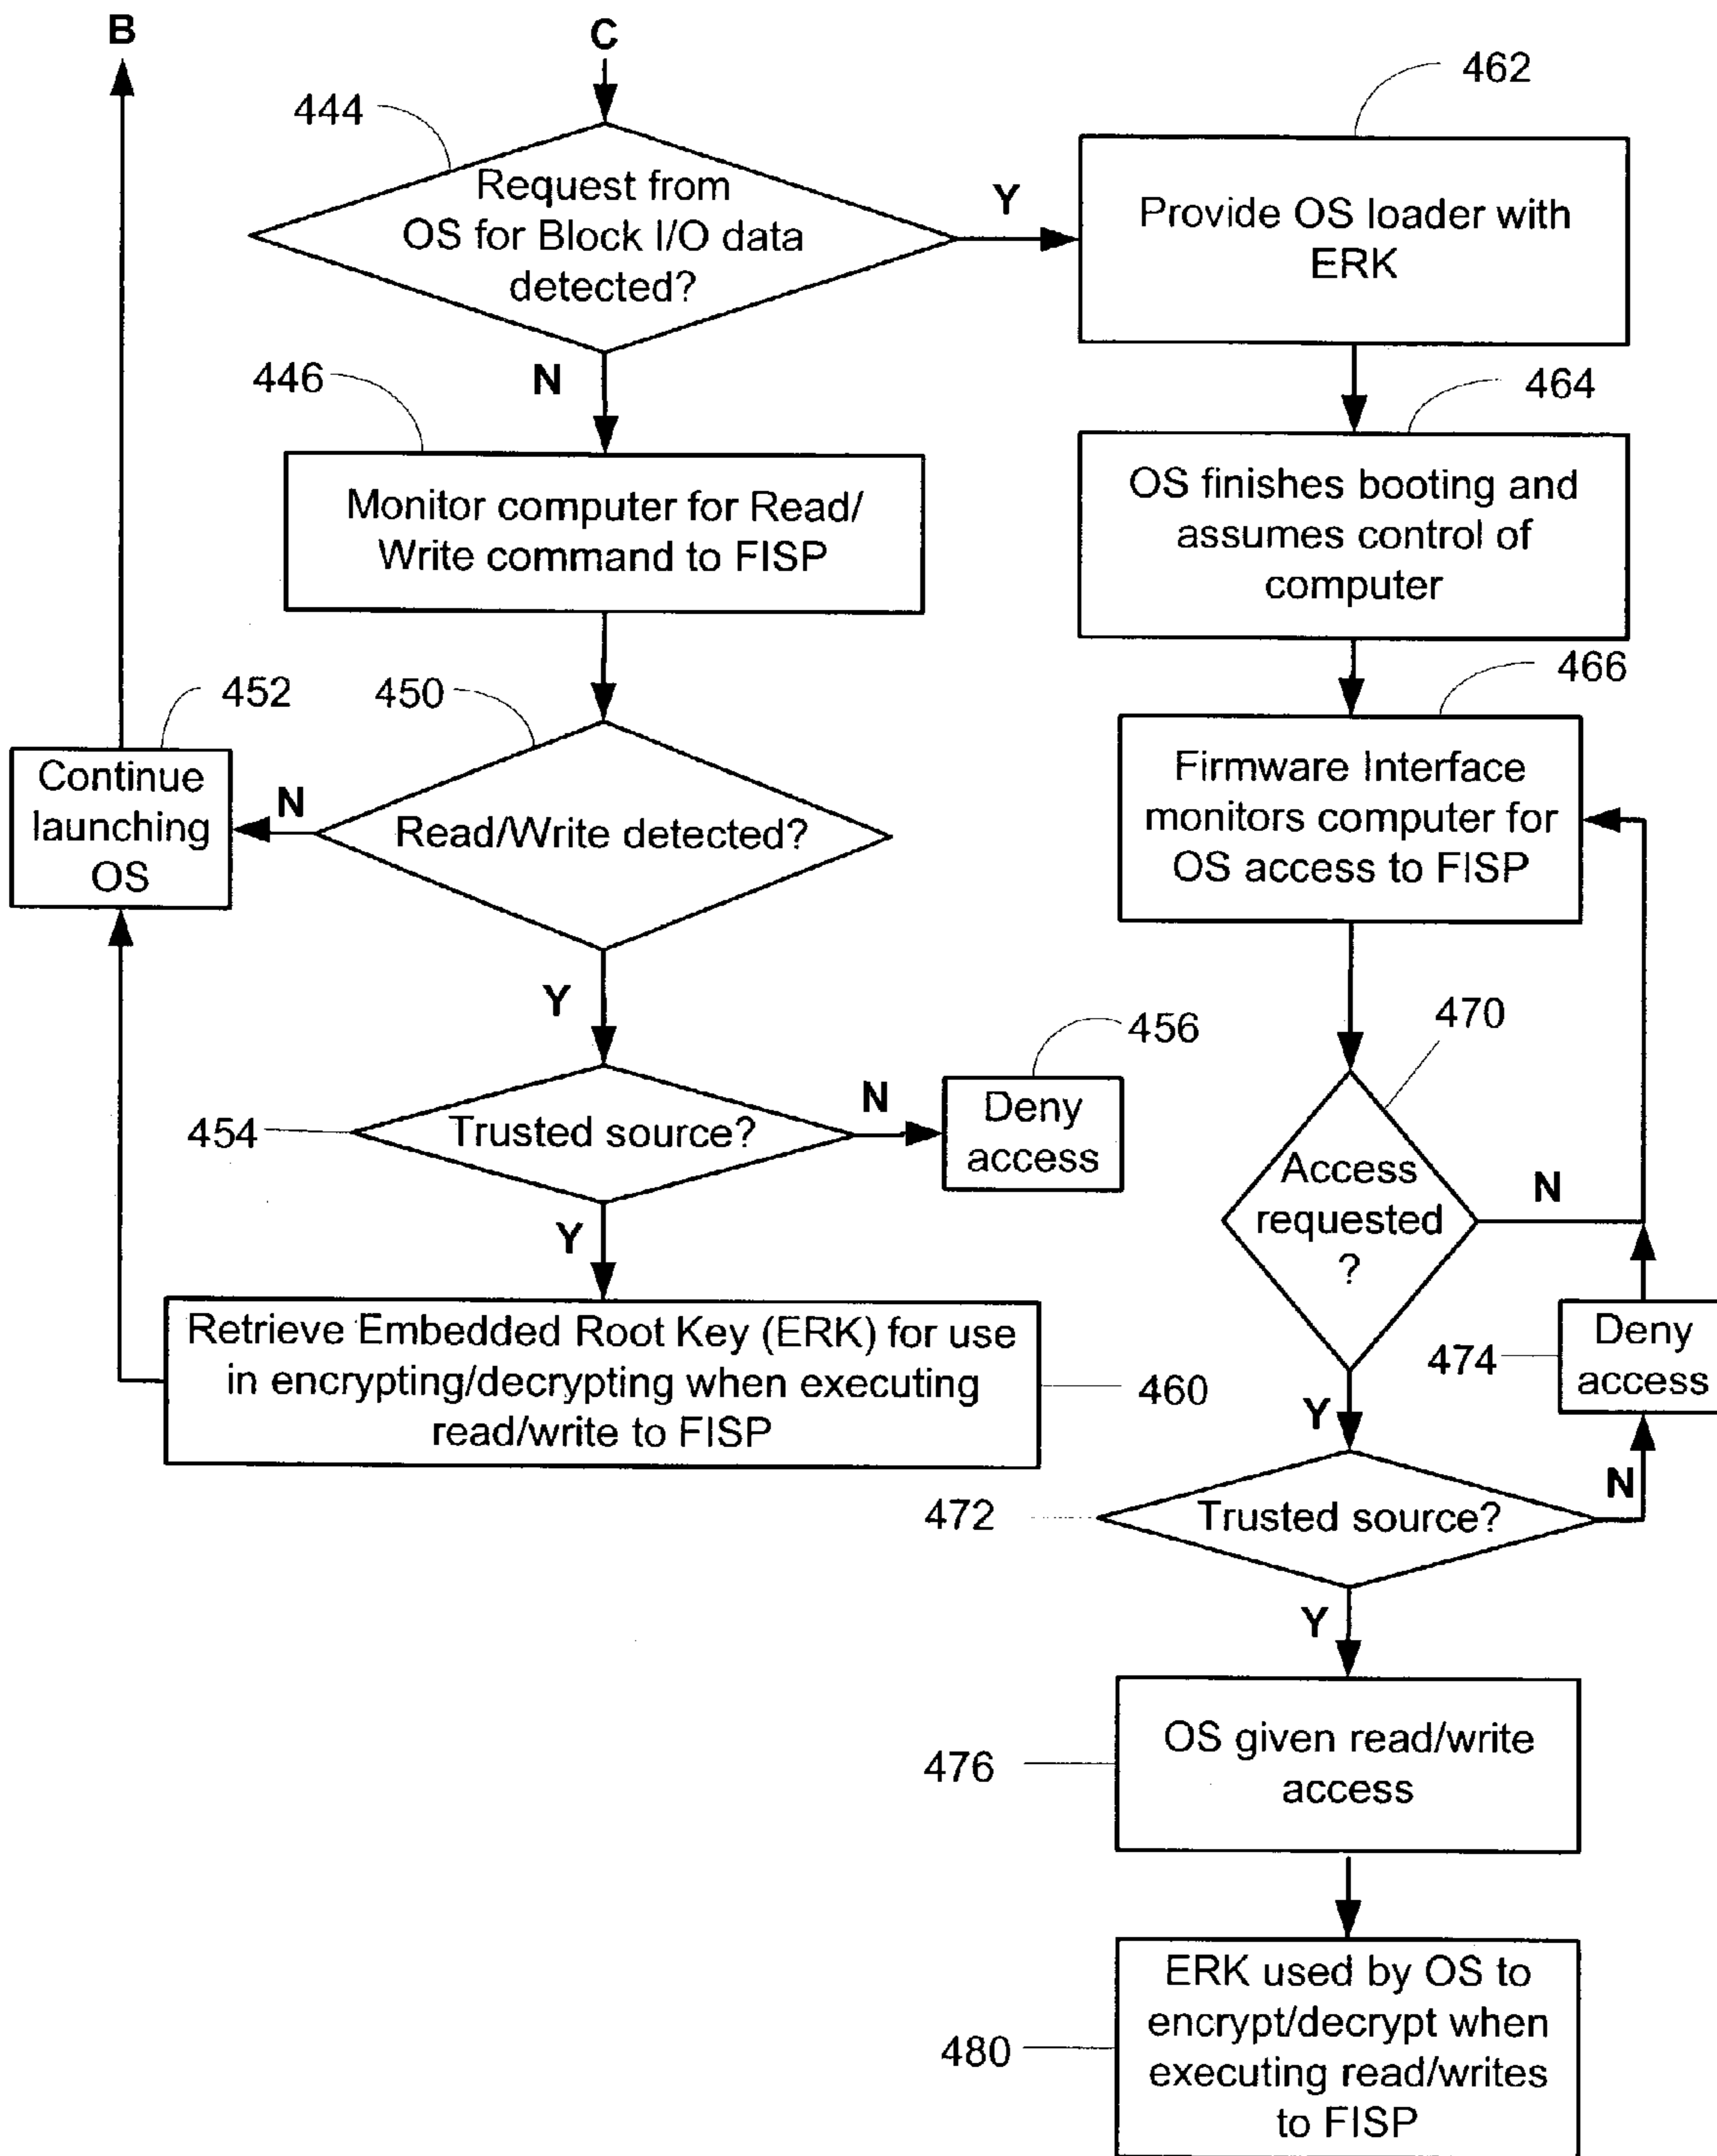 B
C
444
Request from
OS for Block I/O data
detected?
Y
462
Provide OS loader with
ERK
N
446
Monitor computer for Read/
Write command to FISP
464
OS finishes booting and
assumes control of
computer
466
Firmware Interface
monitors computer for
OS access to FISP
452
Continue
launching
OS
450
N
Read/Write detected?
Y
454
Trusted source?
N
456
Deny
access
Y
Retrieve Embedded Root Key (ERK) for use
in encrypting/decrypting when executing
read/write to FISP
460
470
Access
requested
?
N
474
Deny
access
Y
472
Trusted source?
N
Y
476
OS given read/write
access
480
ERK used by OS to
encrypt/decrypt when
executing read/writes
to FISP